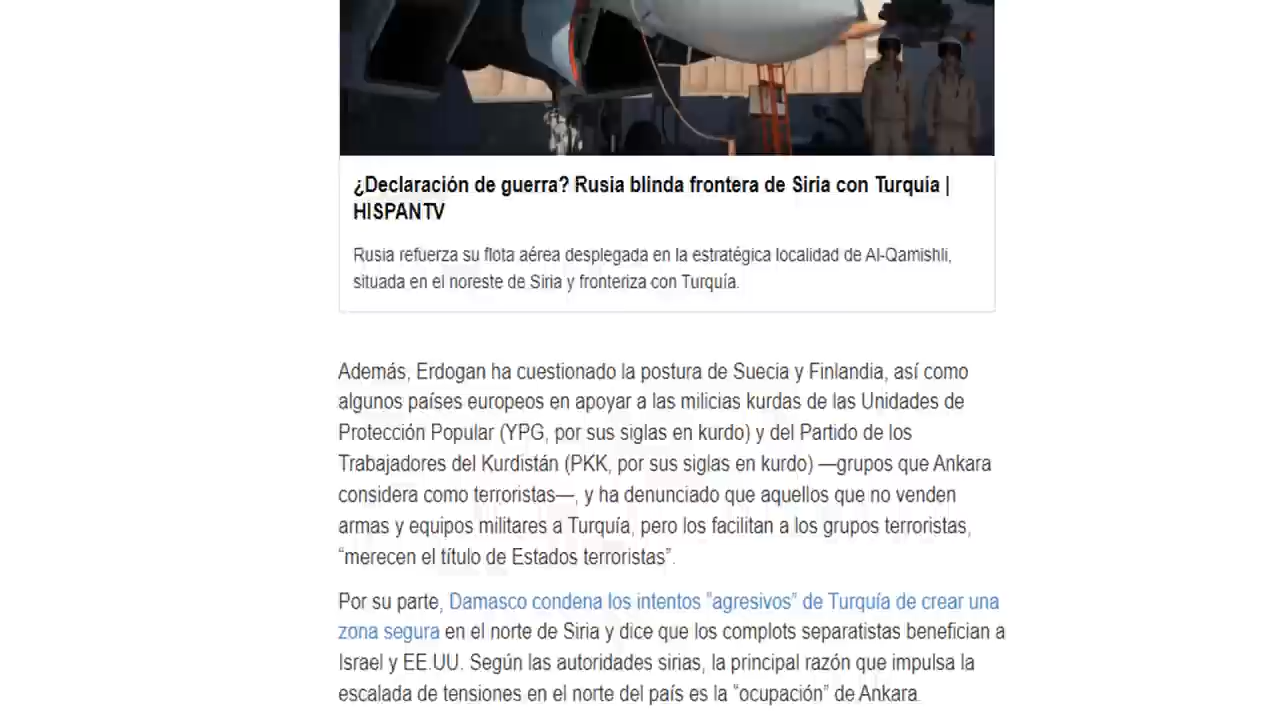 ¿Declaración de guerra? Rusia blinda frontera de Siria con Turquía |
HISPANTV
Rusia refuerza su flota aérea desplegada en la estratégica localidad de Al-Qamishli,
situada en el noreste de Siria y fronteriza con Turquía.
Además, Erdogan ha cuestionado la postura de Suecia y Finlandia, así como
algunos países europeos en apoyar a las milicias kurdas de las Unidades de
Protección Popular (YPG, por sus siglas en kurdo) y del Partido de los
Trabajadores del Kurdistán (PKK, por sus siglas en kurdo) —grupos que Ankara
considera como terroristas—, y ha denunciado que aquellos que no venden
armas y equipos militares a Turquía, pero los facilitan a los grupos terroristas,
“merecen el título de Estados terroristas”.
Por su parte, Damasco condena los intentos “agresivos” de Turquía de crear una
zona segura en el norte de Siria y dice que los complots separatistas benefician a
Israel y EE.UU. Según las autoridades sirias, la principal razón que impulsa la
escalada de tensiones en el norte del país es la “ocupación” de Ankara.